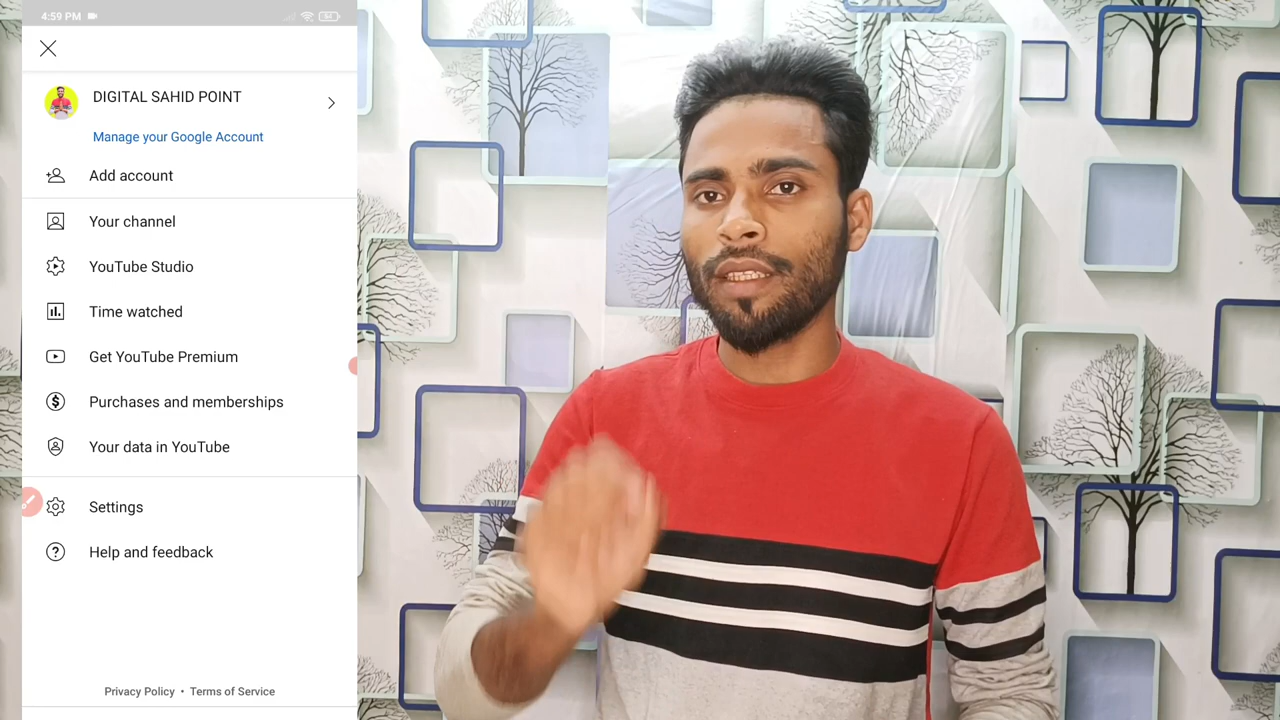 4:59 PM
DIGITAL SAHID POINT
Manage your Google Account
Add account
Your channel
YouTube Studio
Time watched
Get YouTube Premium
Purchases and memberships
Your data in YouTube
Settings
Help and feedback
Privacy Policy • Terms of Service